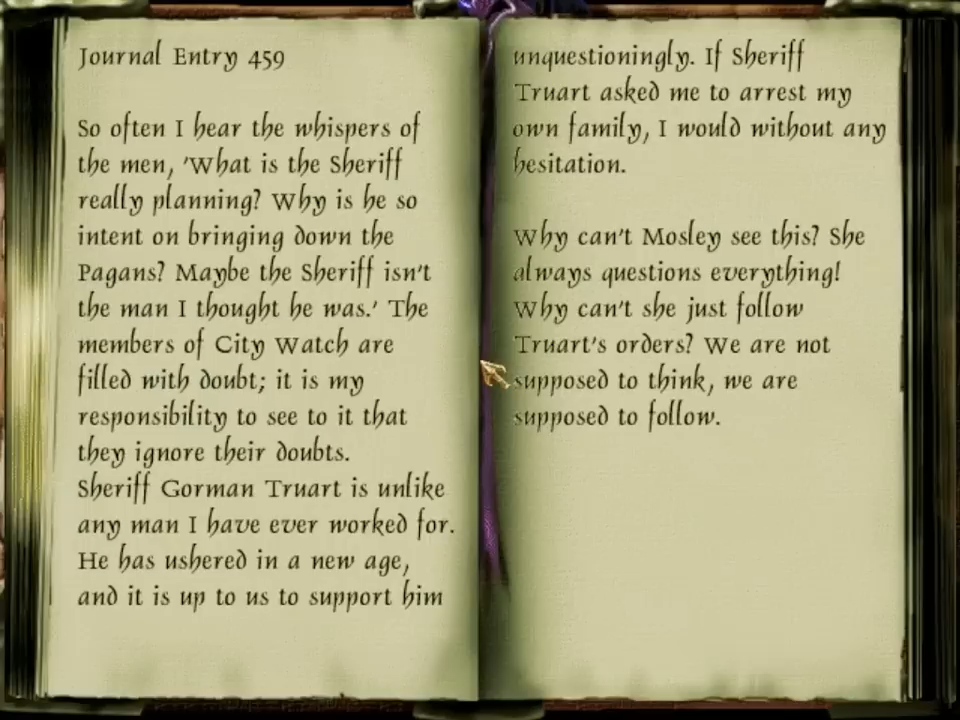 Journal Entry 459
So often I hear the whispers of
the men, 'What is the Sheriff
really planning? Why is he so
intent on bringing down the
Pagans? Maybe the Sheriff isn't
the man I thought he was.' The
members of City Watch are
filled with doubt; it is my
responsibility to see to it that
they ignore their doubts.
Sheriff Gorman Truart is unlike
any man I have ever worked for.
He has ushered in a new age,
and it is up to us to support him
unquestioningly. If Sheriff
Truart asked me to arrest my
own family, I would without any
hesitation.
Why can't Mosley see this? She
always questions everything!
Why can't she just follow
Truart's orders? We are not
supposed to think, we are
supposed to follow.